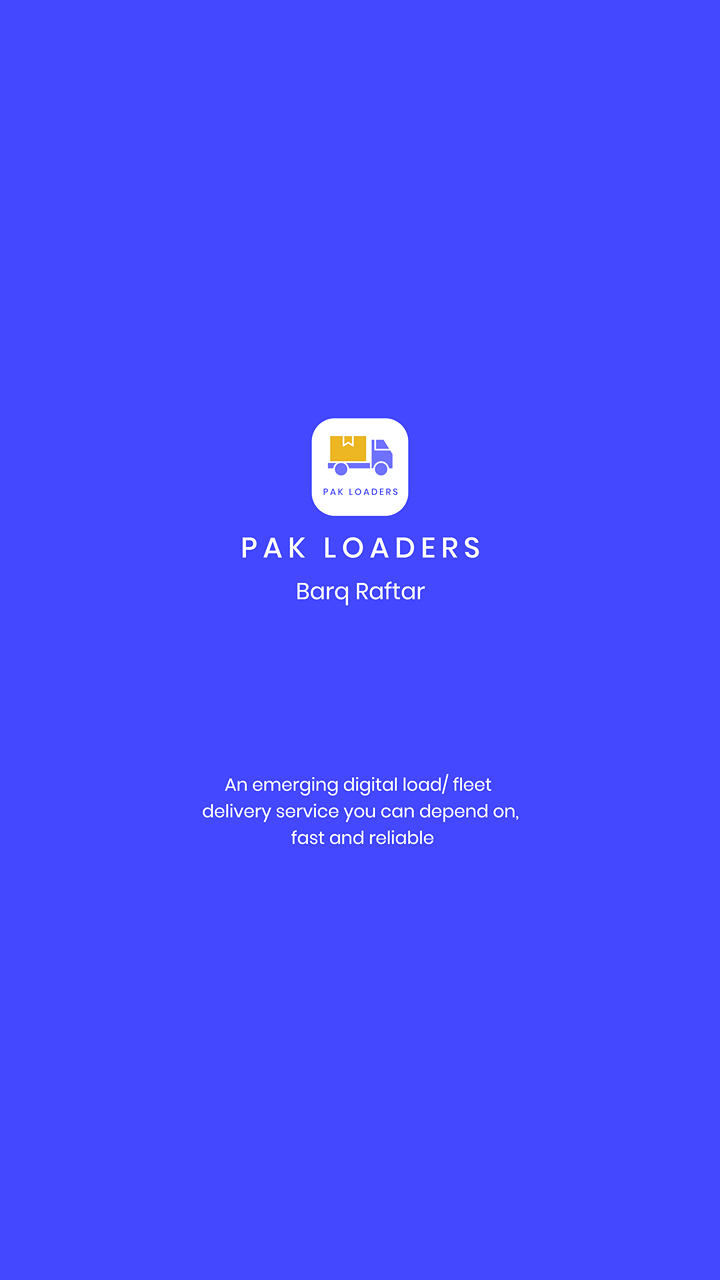 PAK LOADERS
PAK LOADERS
Barq Raftar
An emerging digital load/ fleet
delivery service you can depend on,
fast and reliable